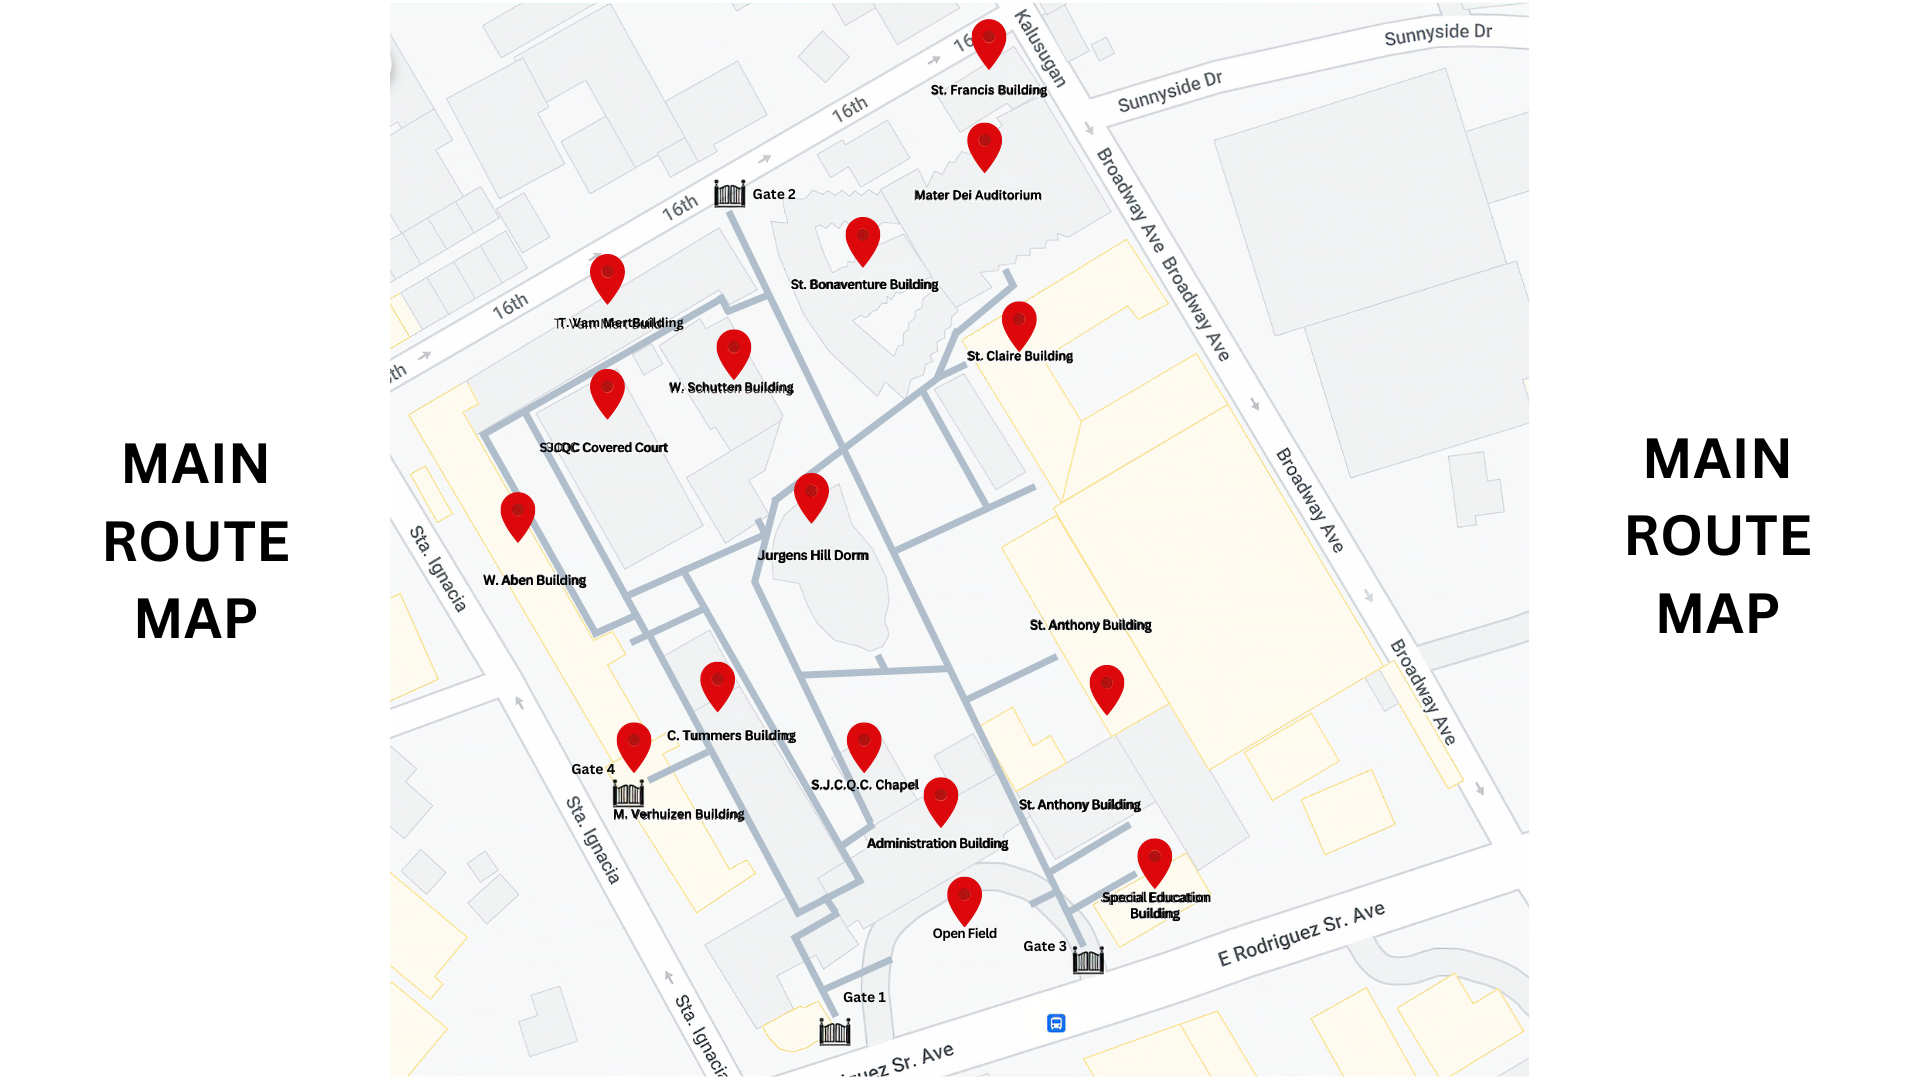 MAIN
ROUTE
MAP
16
Kalusugan
Sunnyside Dr
Sunnyside Dr
St. Francis Building
16th
Broadway Ave
Mater Dei Auditorium
Gate 2
16th
St. Bonaventure Building
Broadway Ave
16th
T. Vam Mert Building
St. Claire Building
W. Schutten Building
SJCQC Covered Court
Broadway Ave
Sta. Ignacia
Jurgens Hill Dorm
W. Aben Building
St. Anthony Building
Broadway Ave
C. Tummers Building
Gate 4
S.J.C.Q.C. Chapel
St. Anthony Building
M. Verhuizen Building
Sta. Ignacia
Administration Building
Special Education
Building
Open Field
Gate 3
E Rodriguez Sr. Ave
Gate 1
Sta. Ignacia
Sr. Ave
MAIN
ROUTE
MAP